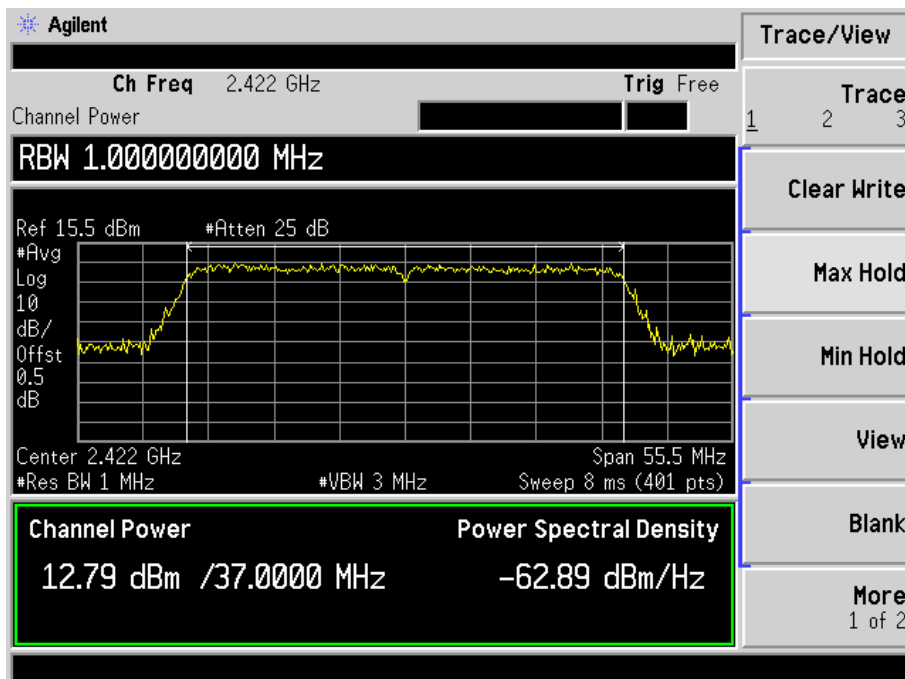 Agilent
Trace/View
Ch Freq 2.422 GHz Trig Free
Channel Power
Trace
1 2 3
RBW 1.000000000 MHz
Clear Write
Ref 15.5 dBm #Atten 25 dB
#Avg
Log
10
dB/
Offst
0.5
dB
Max Hold
Min Hold
View
Center 2.422 GHz Span 55.5 MHz
#Res BW 1 MHz #VBW 3 MHz Sweep 8 ms (401 pts)
Channel Power Power Spectral Density
12.79 dBm /37.0000 MHz -62.89 dBm/Hz
Blank
More
1 of 2